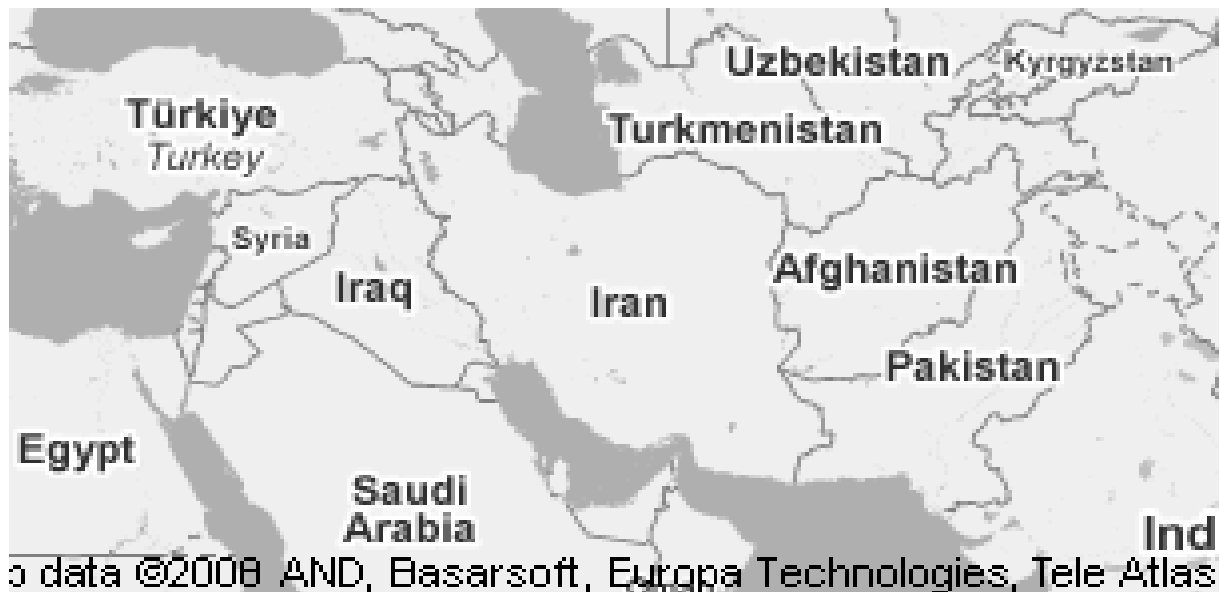 Uzbekistan
Kyrgyzstan
Türkiye
Turkey
Turkmenistan
Syria
Iraq
Iran
Afghanistan
Pakistan
Egypt
Saudi
Arabia
Ind
data ©2008 AND, Basarsoft, Europa Technologies, Tele Atlas